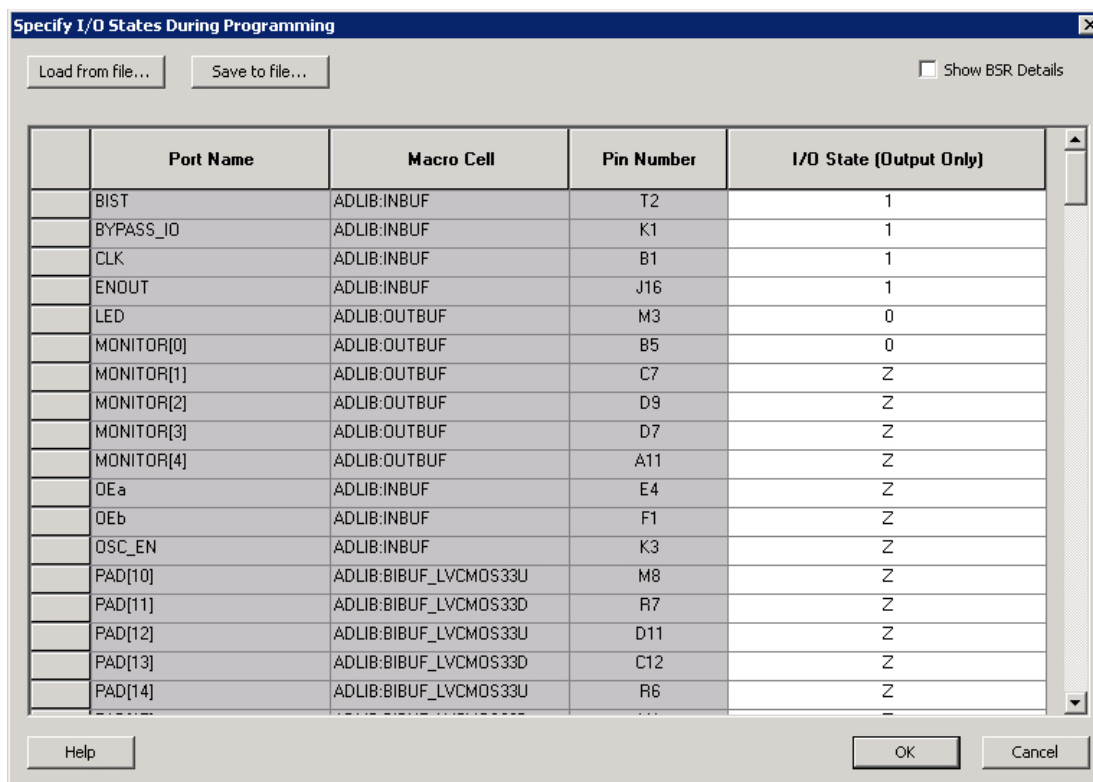 Specify I/O States During Programming
Load from file... Save to file... Show BSR Details
Port Name Macro Cell Pin Number I/O State (Output Only)
BIST ADLIB:INBUF T2 1
BYPASS_IO ADLIB:INBUF K1 1
CLK ADLIB:INBUF B1 1
ENOUT ADLIB:INBUF J16 1
LED ADLIB:OUTBUF M3 0
MONITOR[0] ADLIB:OUTBUF B5 0
MONITOR[1] ADLIB:OUTBUF C7 Z
MONITOR[2] ADLIB:OUTBUF D9 Z
MONITOR[3] ADLIB:OUTBUF D7 Z
MONITOR[4] ADLIB:OUTBUF A11 Z
OEa ADLIB:INBUF E4 Z
OEb ADLIB:INBUF F1 Z
OSC_EN ADLIB:INBUF K3 Z
PAD[10] ADLIB:BIBUF_LVCMOS33U M8 Z
PAD[11] ADLIB:BIBUF_LVCMOS33D R7 Z
PAD[12] ADLIB:BIBUF_LVCMOS33U D11 Z
PAD[13] ADLIB:BIBUF_LVCMOS33D C12 Z
PAD[14] ADLIB:BIBUF_LVCMOS33U R6 Z
Help OK Cancel